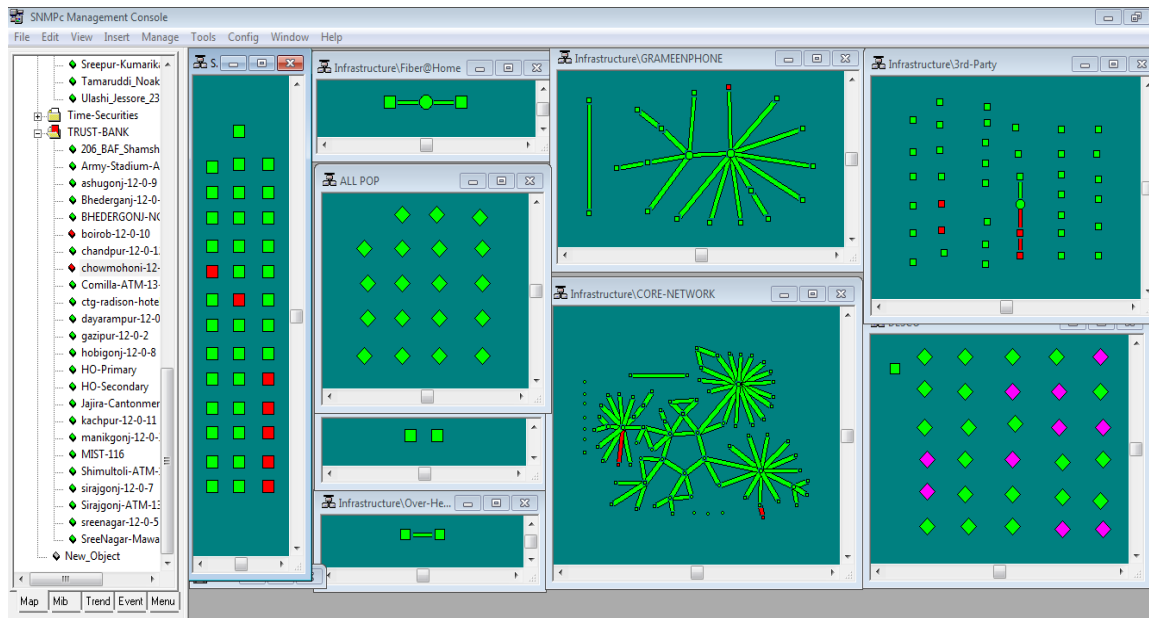 SNMPc Management Console
File Edit View Insert Manage Tools Config Window Help
Sreepur-Kumarik
Tamaruddi_Noak
Ulashi_Jessore_23
Time-Securities
TRUST-BANK
206_BAF_Shamsh
Army-Stadium-A
ashugonj-12-0-9
Bhederganj-12-0-
BHEDERGONJ-NO
boirob-12-0-10
chandpur-12-0-1
chowmohoni-12-
Comilla-ATM-13-
ctg-radison-hote
dayarampur-12-0
gazipur-12-0-2
hobigonj-12-0-8
HO-Primary
HO-Secondary
Jajira-Cantonmer
kachpur-12-0-11
manikgonj-12-0-
MIST-116
Shimultoli-ATM-
sirajgonj-12-0-7
Sirajgonj-ATM-13
sreenagar-12-0-5
SreeNagar-Mawa
New_Object
Map Mib Trend Event Menu
S.
Infrastructure\Fiber@Home
ALL POP
Infrastructure\Over-He...
Infrastructure\GRAMEENPHONE
Infrastructure\CORE-NETWORK
Infrastructure\3rd-Party